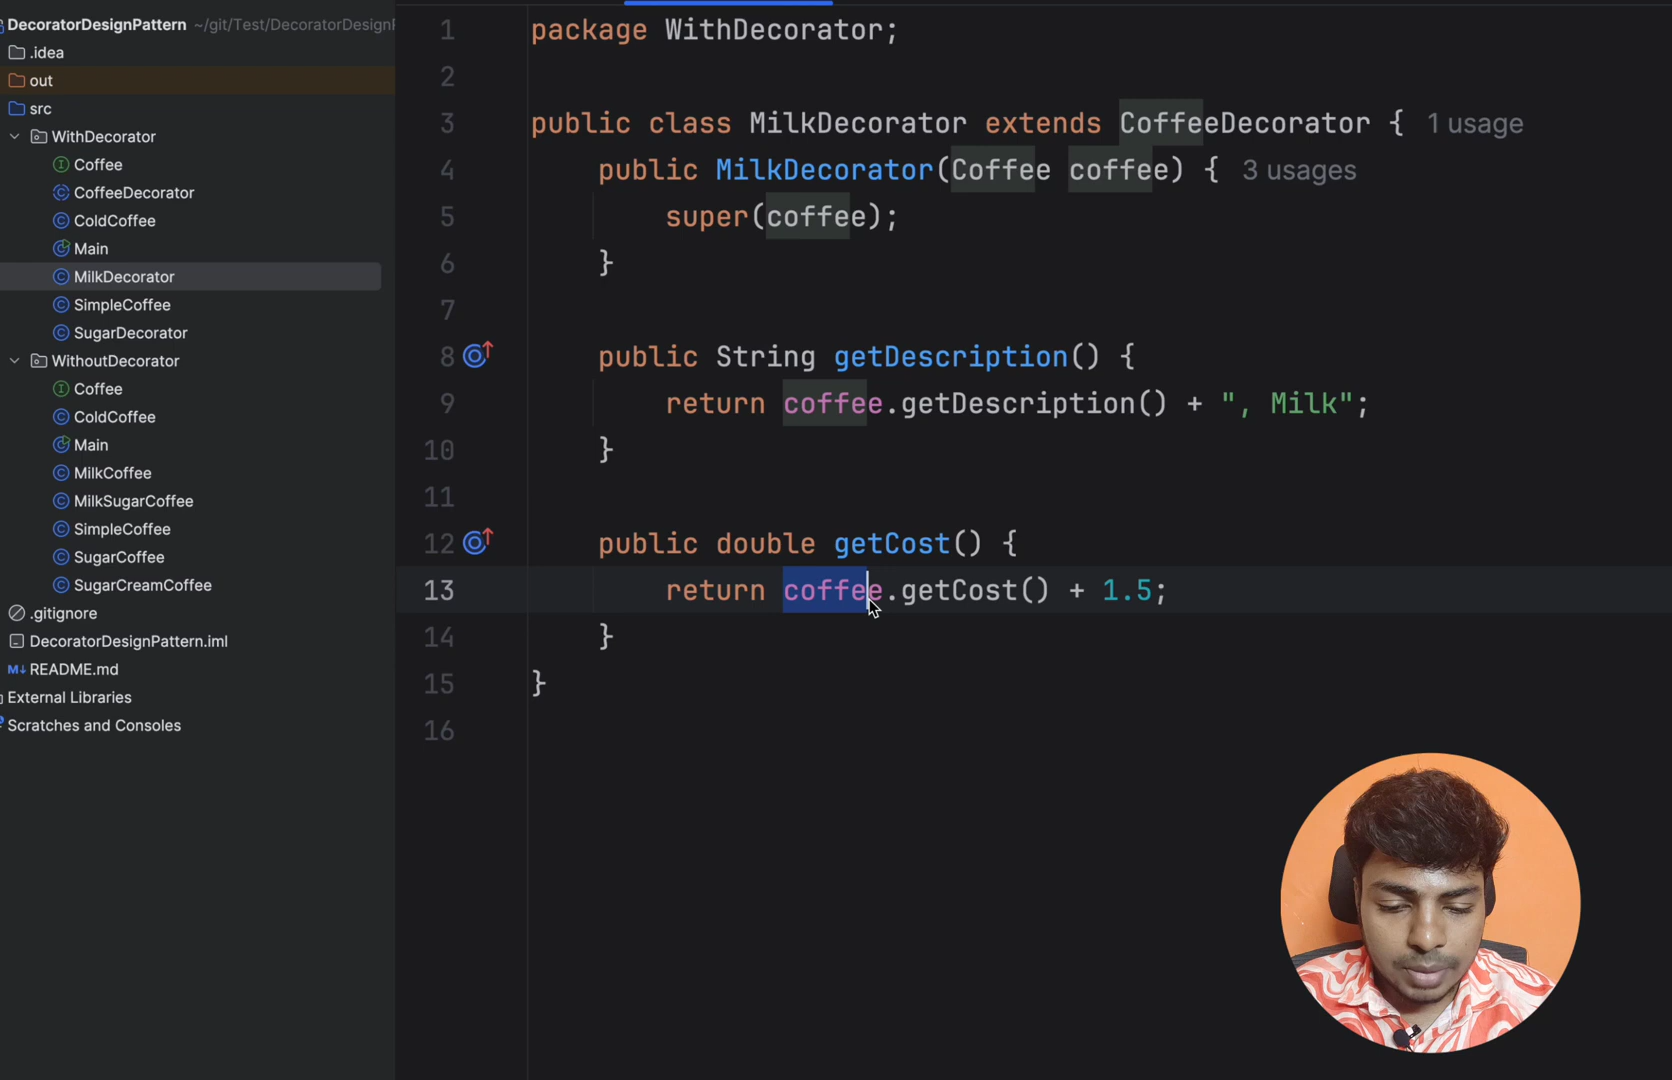 DecoratorDesignPattern ~/git/Test/DecoratorDesign
.idea
out
src
WithDecorator
Coffee
CoffeeDecorator
ColdCoffee
Main
MilkDecorator
SimpleCoffee
SugarDecorator
WithoutDecorator
Coffee
ColdCoffee
Main
MilkCoffee
MilkSugarCoffee
SimpleCoffee
SugarCoffee
SugarCreamCoffee
.gitignore
DecoratorDesignPattern.iml
M↓ README.md
External Libraries
Scratches and Consoles
1 package WithDecorator;
2
3 public class MilkDecorator extends CoffeeDecorator { 1 usage
4 public MilkDecorator(Coffee coffee) { 3 usages
5 super(coffee);
6 }
7
8 public String getDescription() {
9 return coffee.getDescription() + ", Milk";
10 }
11
12 public double getCost() {
13 return coffee.getCost() + 1.5;
14 }
15 }
16